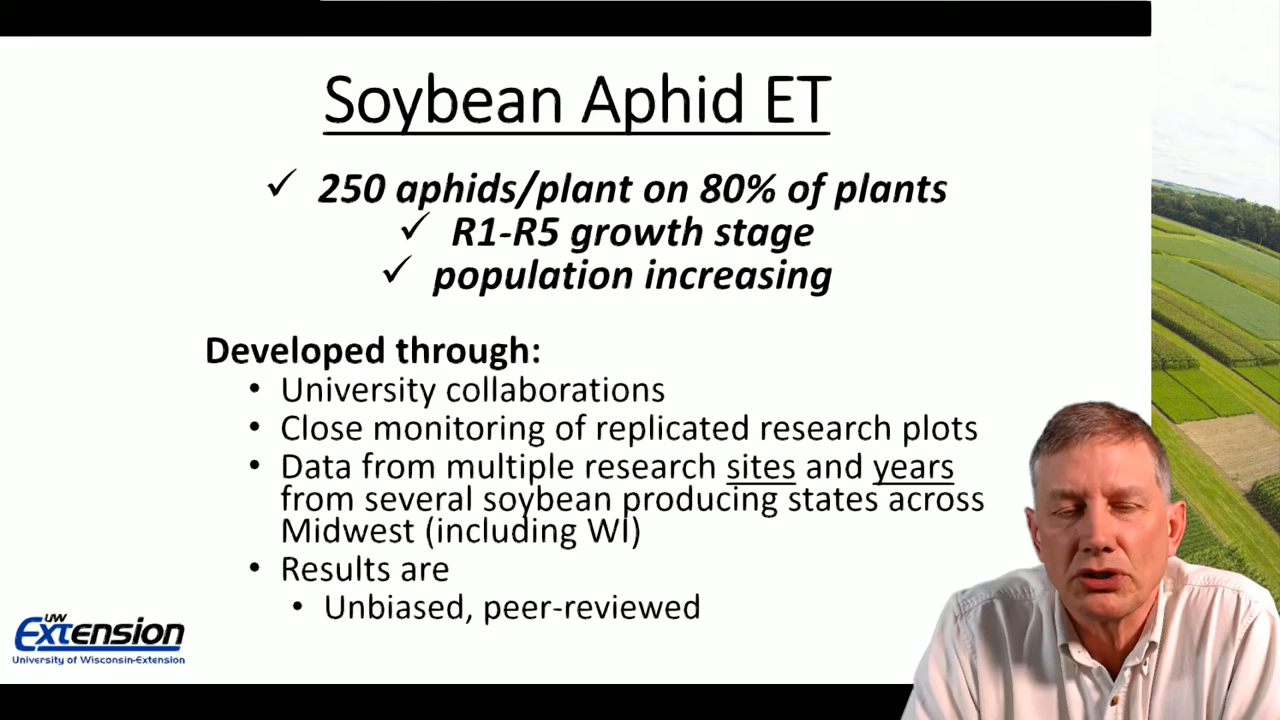 Soybean Aphid ET
✓ 250 aphids/plant on 80% of plants
✓ R1-R5 growth stage
✓ population increasing
Developed through:
• University collaborations
• Close monitoring of replicated research plots
• Data from multiple research sites and years
from several soybean producing states across
Midwest (including WI)
• Results are
• Unbiased, peer-reviewed
UW
Extension
University of Wisconsin-Extension